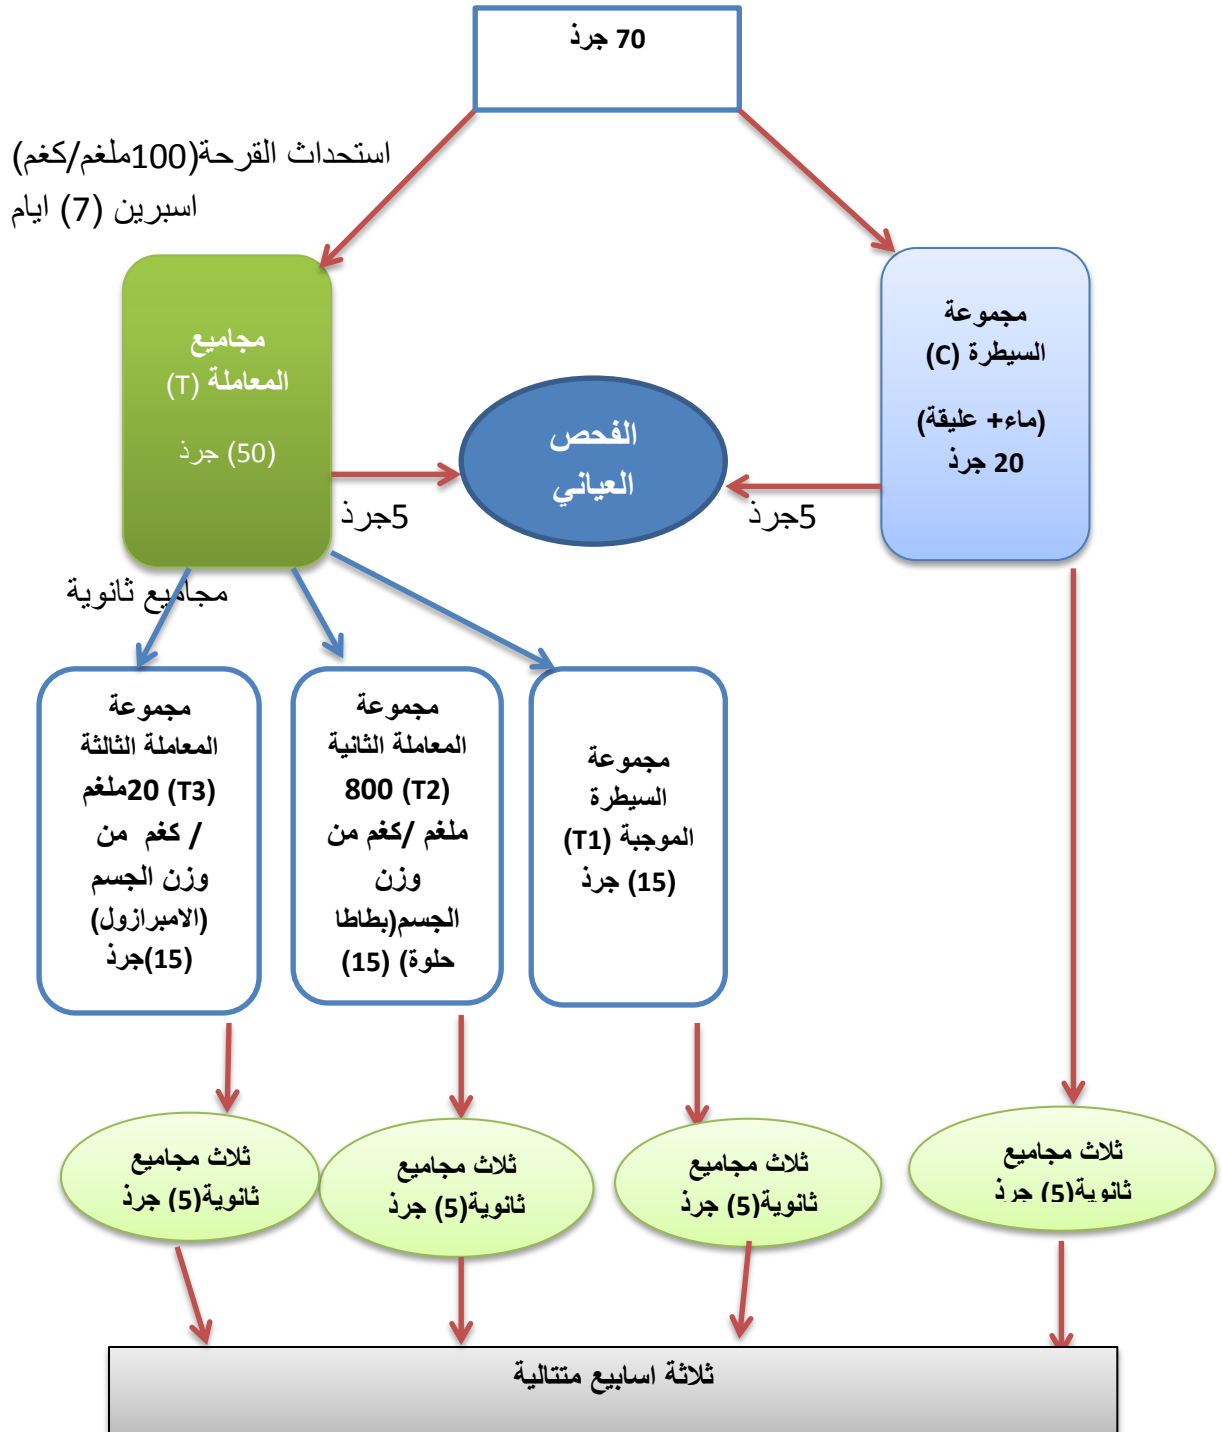 70 جرذ
استحداث القرحة(100ملغم/كغم)
اسبرين (7) ايام
مجموعة
السيطرة (C)
(ماء+ عليقة)
20 جرذ
مجاميع
المعاملة (T)
(50) جرذ
الفحص
العياني
5جرذ
5جرذ
مجاميع ثانوية
مجموعة
السيطرة
الموجبة (T1)
(15) جرذ
مجموعة
المعاملة الثانية
(T2) 800
ملغم /كغم من
وزن
الجسم(بطاطا
حلوة) (15)
مجموعة
المعاملة الثالثة
(T3) 20ملغم
/ كغم من
وزن الجسم
(الامبرازول)
(15)جرذ
ثلاث مجاميع
ثانوية(5) جرذ
ثلاث مجاميع
ثانوية(5) جرذ
ثلاث مجاميع
ثانوية(5) جرذ
ثلاث مجاميع
ثانوية(5) جرذ
ثلاثة اسابيع متتالية